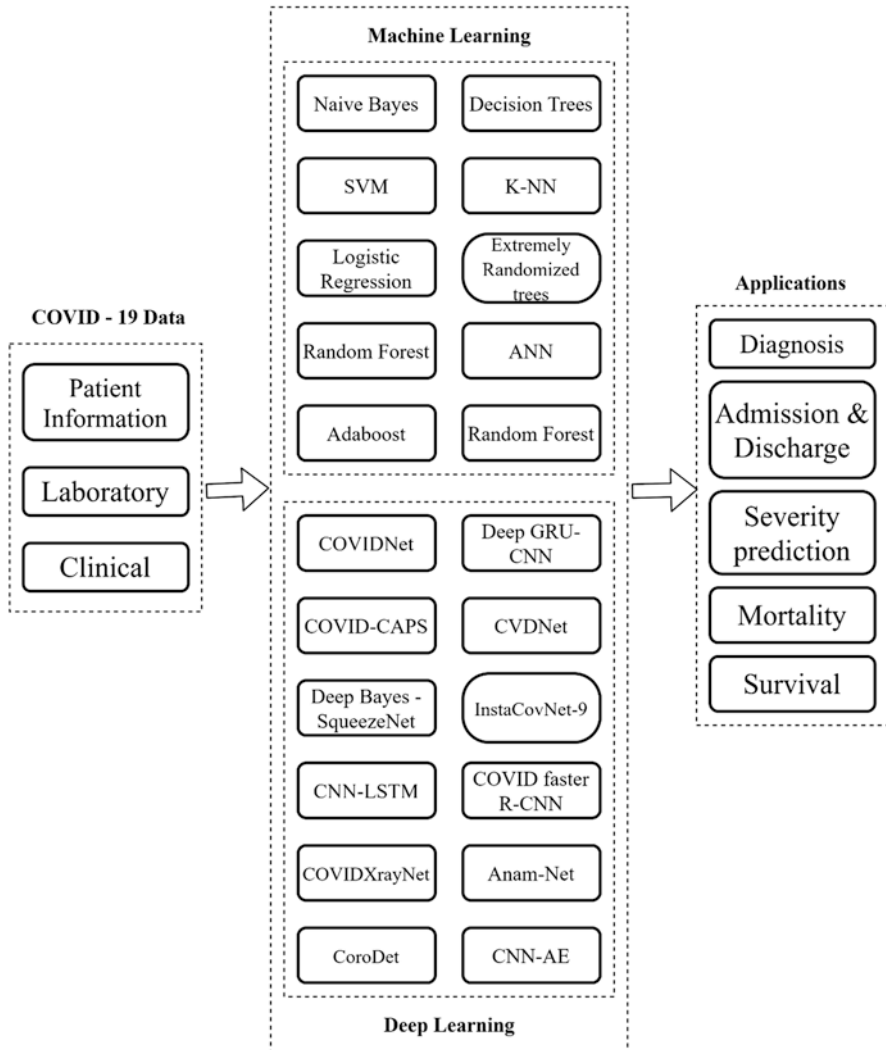 COVID - 19 Data
Patient
Information
Laboratory
Clinical
Machine Learning
Naive Bayes
Decision Trees
SVM
K-NN
Logistic
Regression
Extremely
Randomized
trees
Random Forest
ANN
Adaboost
Random Forest
COVIDNet
Deep GRU-
CNN
COVID-CAPS
CVDNet
Deep Bayes -
SqueezeNet
InstaCovNet-9
CNN-LSTM
COVID faster
R-CNN
COVIDXrayNet
Anam-Net
CoroDet
CNN-AE
Deep Learning
Applications
Diagnosis
Admission &
Discharge
Severity
prediction
Mortality
Survival